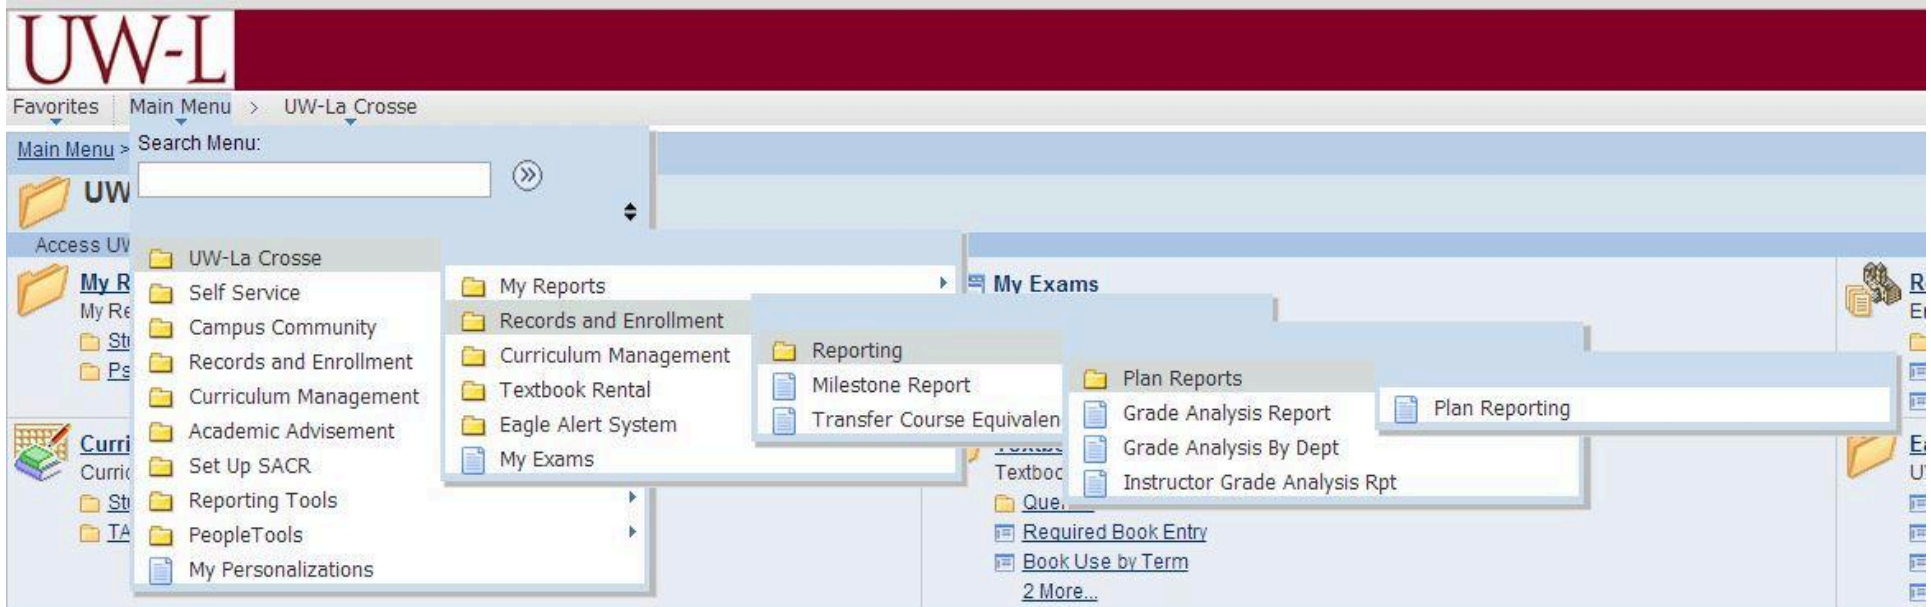 UW-L
Favorites Main Menu > UW-La Crosse
Main Menu >
Search Menu:
UW
Access UW
UW-La Crosse
Self Service
Campus Community
Records and Enrollment
Curriculum Management
Academic Advisement
Set Up SACR
Reporting Tools
PeopleTools
My Personalizations
My Reports
Records and Enrollment
Curriculum Management
Textbook Rental
Eagle Alert System
My Exams
Reporting
Milestone Report
Transfer Course Equivalen
Plan Reports
Grade Analysis Report
Grade Analysis By Dept
Instructor Grade Analysis Rpt
Plan Reporting
My R
My Re
Stu
Ps
Curri
Curric
Stu
TA
My Exams
Textboo
Required Book Entry
Book Use by Term
2 More...